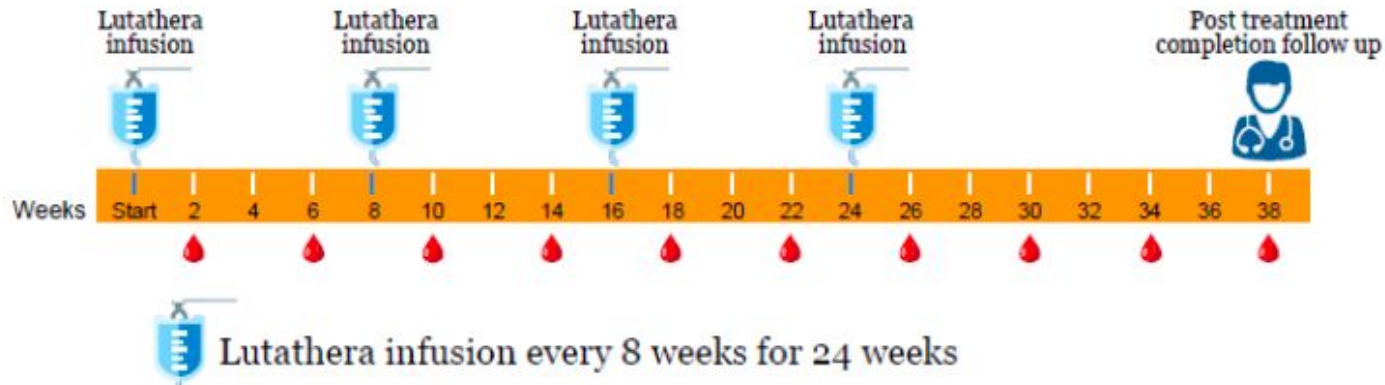 Lutathera
infusion
Lutathera
infusion
Lutathera
infusion
Lutathera
infusion
Post treatment
completion follow up
Weeks Start 2 4 6 8 10 12 14 16 18 20 22 24 26 28 30 32 34 36 38
Lutathera infusion every 8 weeks for 24 weeks